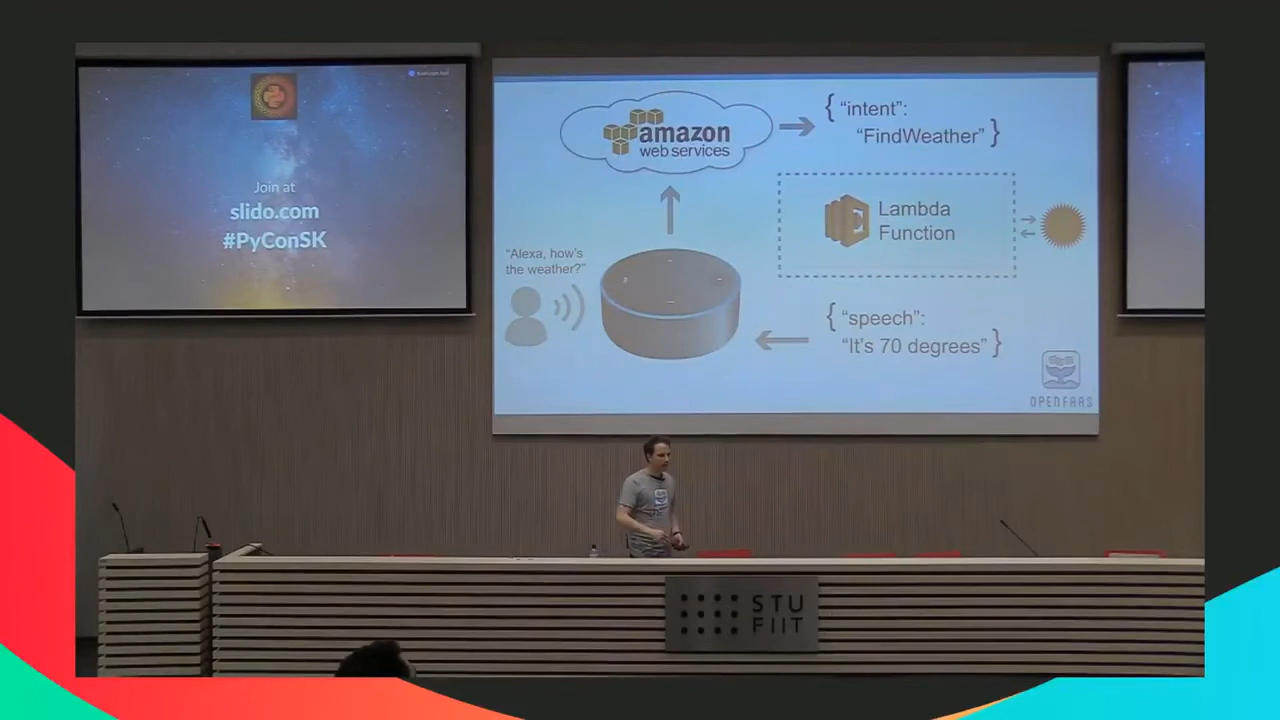 Join at
slido.com
#PyConSK
amazon
web services
{ "intent":
"FindWeather" }
Lambda
Function
"Alexa, how's
the weather?"
{ "speech":
"It's 70 degrees" }
OPENFAAS
STU
FIIT